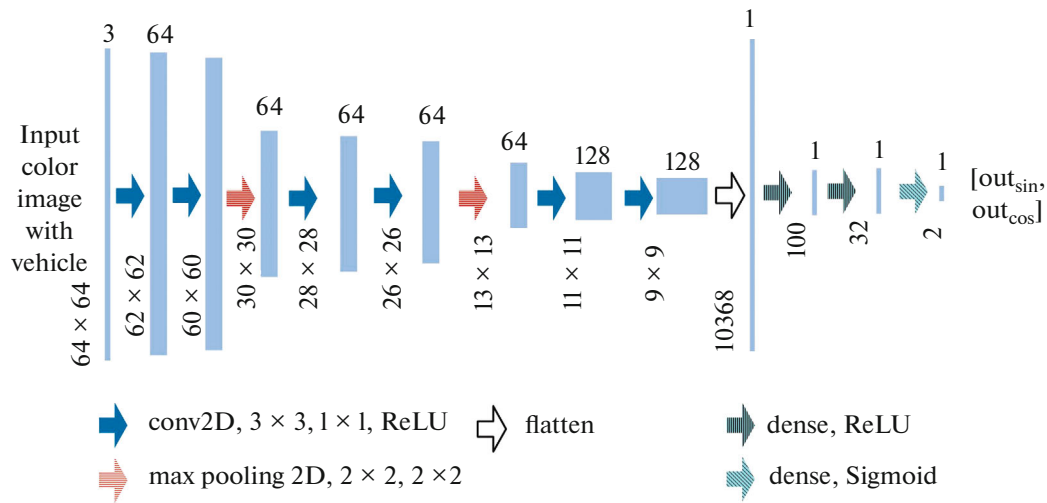 Input
color
image
with
vehicle
3
64
64
64
64
64
128
128
1
1
1
1
64 × 64
62 × 62
60 × 60
30 × 30
28 × 28
26 × 26
13 × 13
11 × 11
9 × 9
10368
100
32
2
[out_sin,
out_cos]
conv2D, 3 × 3, 1 × 1, ReLU
flatten
dense, ReLU
max pooling 2D, 2 × 2, 2 ×2
dense, Sigmoid